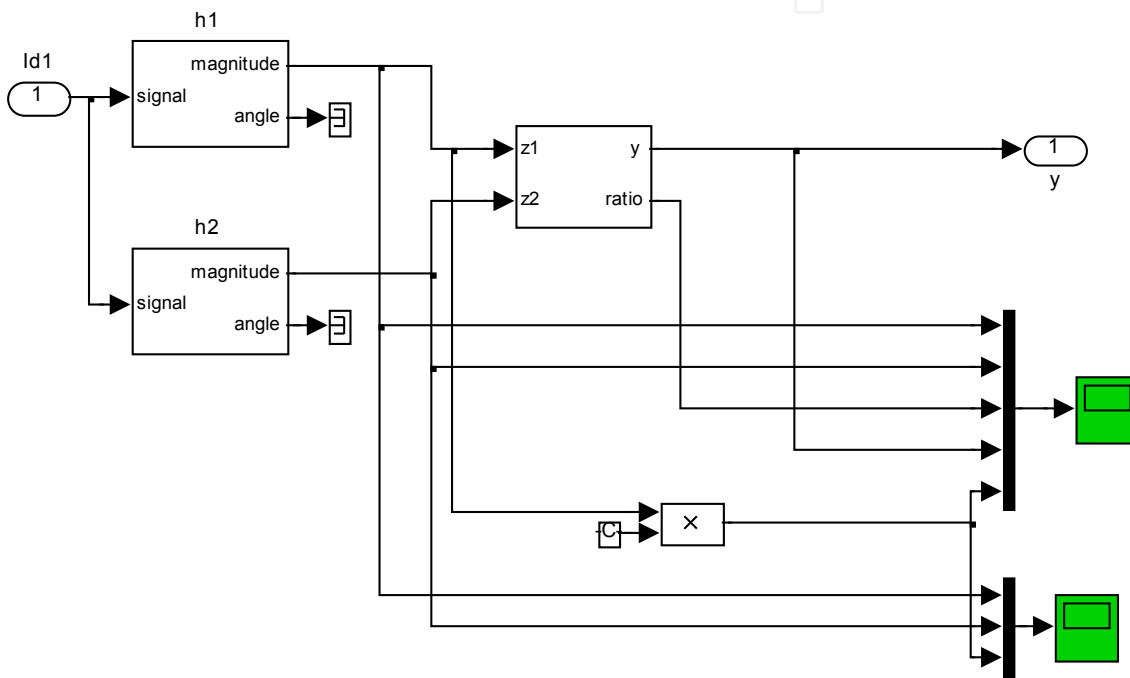 h1
Id1
1
signal
magnitude
angle
h2
signal
magnitude
angle
z1
z2
y
ratio
1
y
-C-
×